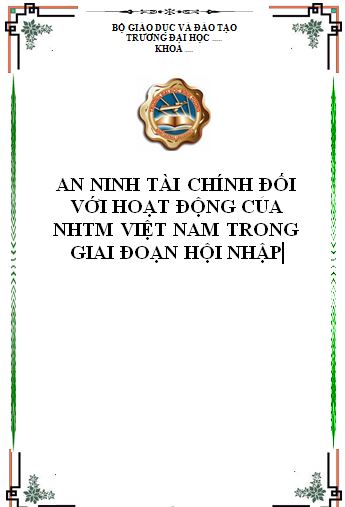 BỘ GIÁO DỤC VÀ ĐÀO TẠO
TRƯỜNG ĐẠI HỌC .....
KHOA ....
AN NINH TÀI CHÍNH ĐỐI
VỚI HOẠT ĐỘNG CỦA
NHTM VIỆT NAM TRONG
GIAI ĐOẠN HỘI NHẬP